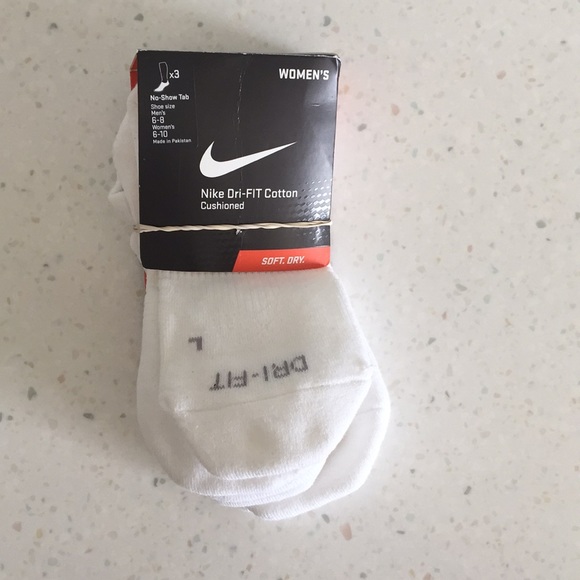 x3
WOMEN'S
No-Show Tab
Shoe size
Men's
6-8
Women's
6-10
Made in Pakistan
Nike Dri-FIT Cotton
Cushioned
SOFT. DRY.
L
DRI-FIT